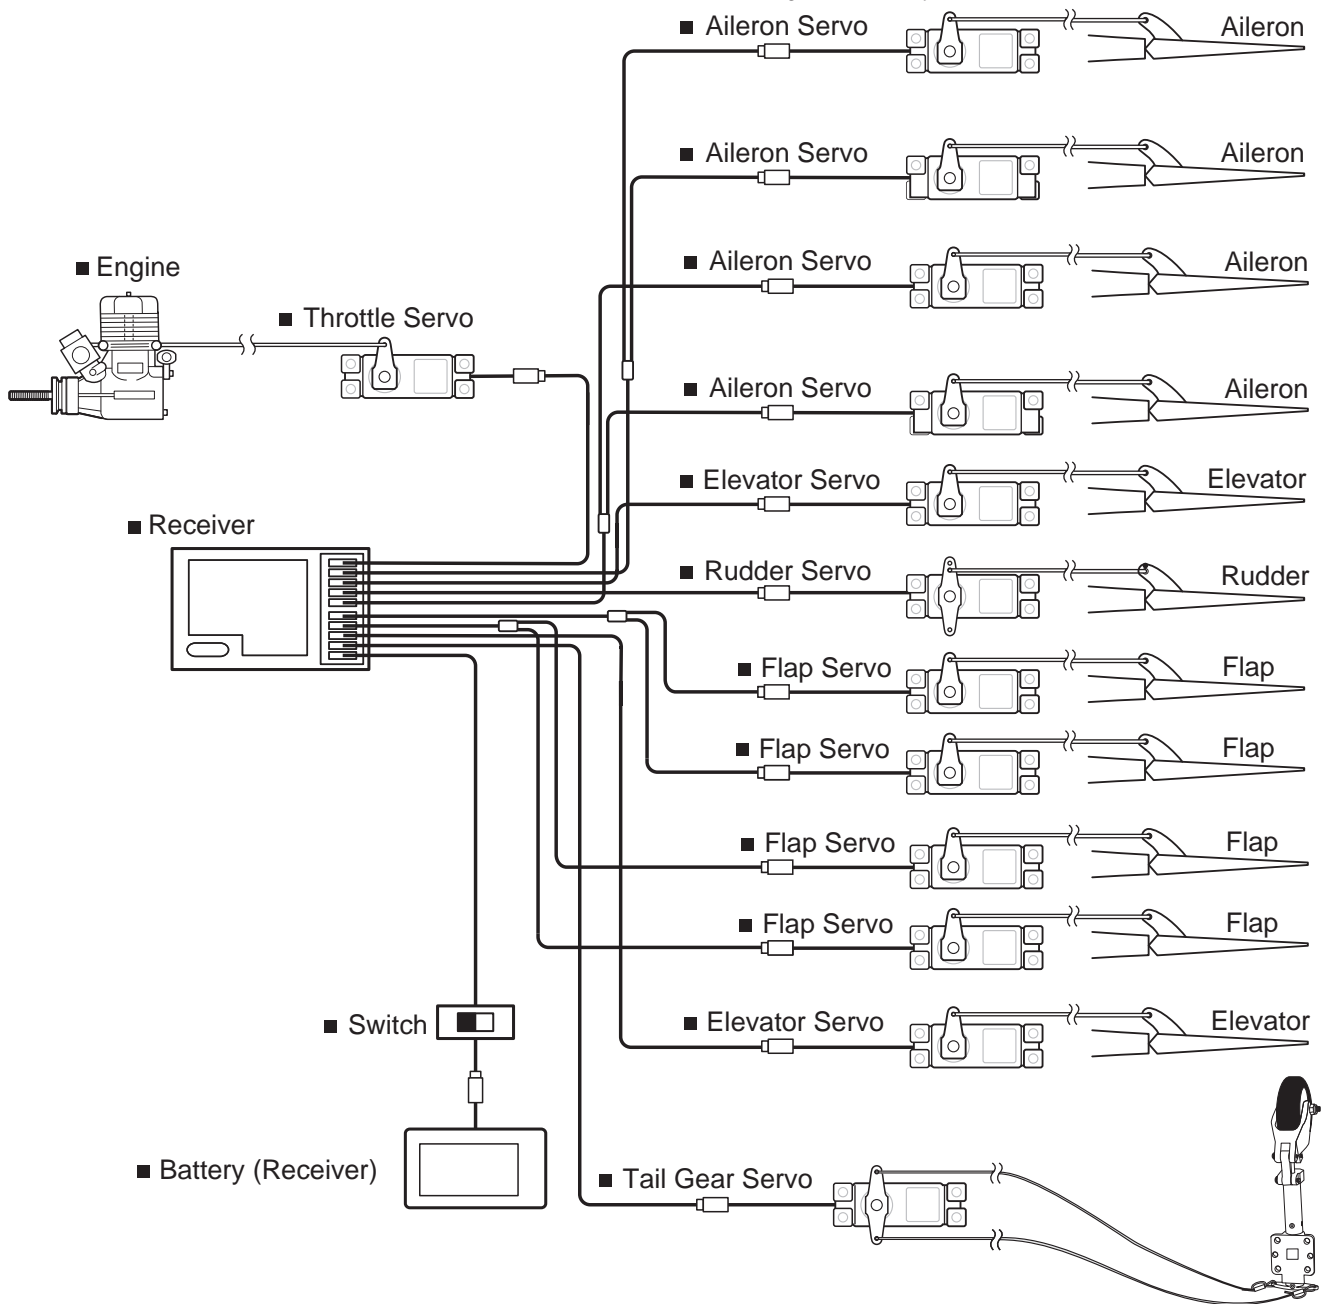 ■ Aileron Servo
Aileron
■ Aileron Servo
Aileron
■ Engine
■ Aileron Servo
Aileron
■ Throttle Servo
■ Aileron Servo
Aileron
■ Elevator Servo
Elevator
■ Receiver
■ Rudder Servo
Rudder
■ Flap Servo
Flap
■ Flap Servo
Flap
■ Flap Servo
Flap
■ Flap Servo
Flap
■ Switch
■ Elevator Servo
Elevator
■ Battery (Receiver)
■ Tail Gear Servo